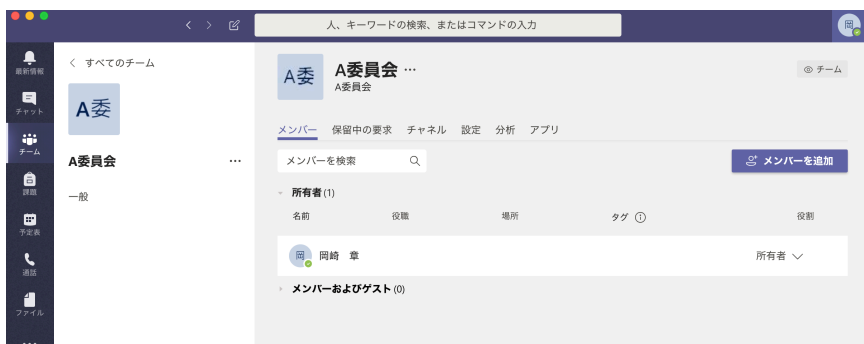 人、キーワードの検索、またはコマンドの入力
岡
最新情報
チャット
チーム
課題
予定表
通話
ファイル
すべてのチーム
A委
A委員会 …
一般
A委
A委員会 …
A委員会
チーム
メンバー 保留中の要求 チャネル 設定 分析 アプリ
メンバーを検索
メンバーを追加
所有者(1)
名前 役職 場所 タグ 役割
岡 岡崎 章 所有者
メンバーおよびゲスト(0)